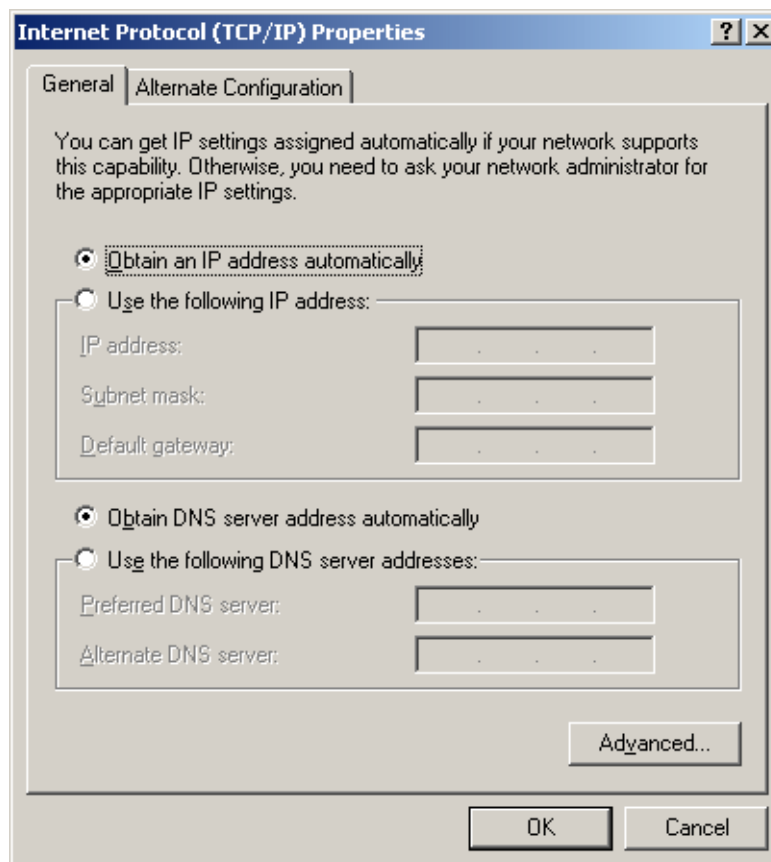 Internet Protocol (TCP/IP) Properties
General
Alternate Configuration
You can get IP settings assigned automatically if your network supports
this capability. Otherwise, you need to ask your network administrator for
the appropriate IP settings.
Obtain an IP address automatically
Use the following IP address:
IP address:
Subnet mask:
Default gateway:
Obtain DNS server address automatically
Use the following DNS server addresses:
Preferred DNS server:
Alternate DNS server:
Advanced...
OK
Cancel